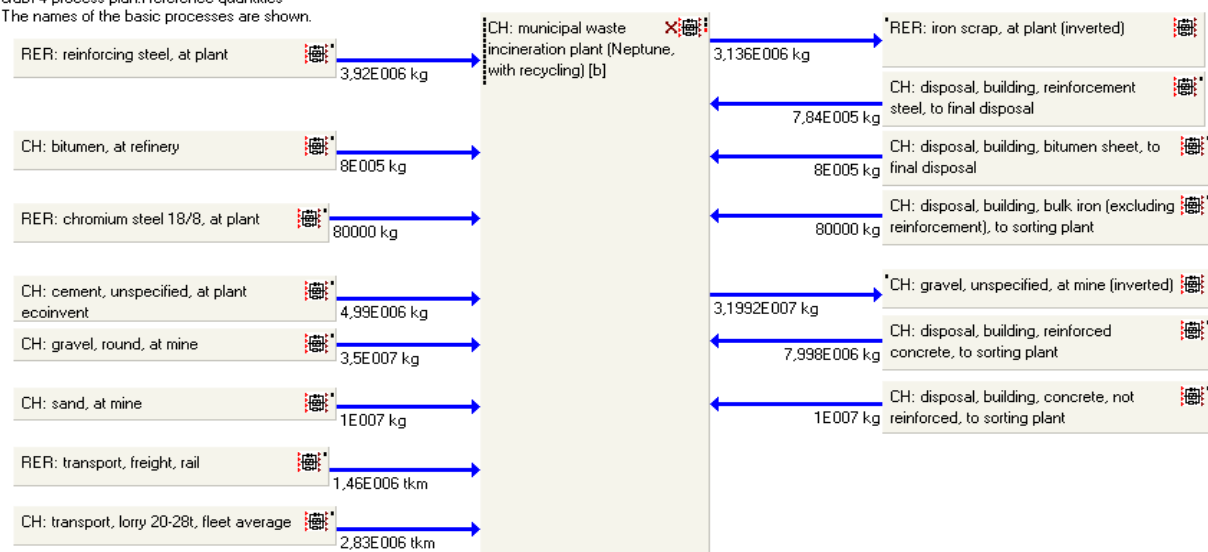 GaBi 4 process plan:Reference quantities
The names of the basic processes are shown.
RER: reinforcing steel, at plant
3,92E006 kg
CH: bitumen, at refinery
8E005 kg
RER: chromium steel 18/8, at plant
80000 kg
CH: cement, unspecified, at plant
ecoinvent
4,99E006 kg
CH: gravel, round, at mine
3,5E007 kg
CH: sand, at mine
1E007 kg
RER: transport, freight, rail
1,46E006 tkm
CH: transport, lorry 20-28t, fleet average
2,83E006 tkm
CH: municipal waste
incineration plant (Neptune,
with recycling) [b]
RER: iron scrap, at plant (inverted)
3,136E006 kg
CH: disposal, building, reinforcement
steel, to final disposal
7,84E005 kg
CH: disposal, building, bitumen sheet, to
final disposal
8E005 kg
CH: disposal, building, bulk iron (excluding
reinforcement), to sorting plant
80000 kg
CH: gravel, unspecified, at mine (inverted)
3,1992E007 kg
CH: disposal, building, reinforced
concrete, to sorting plant
7,998E006 kg
CH: disposal, building, concrete, not
reinforced, to sorting plant
1E007 kg